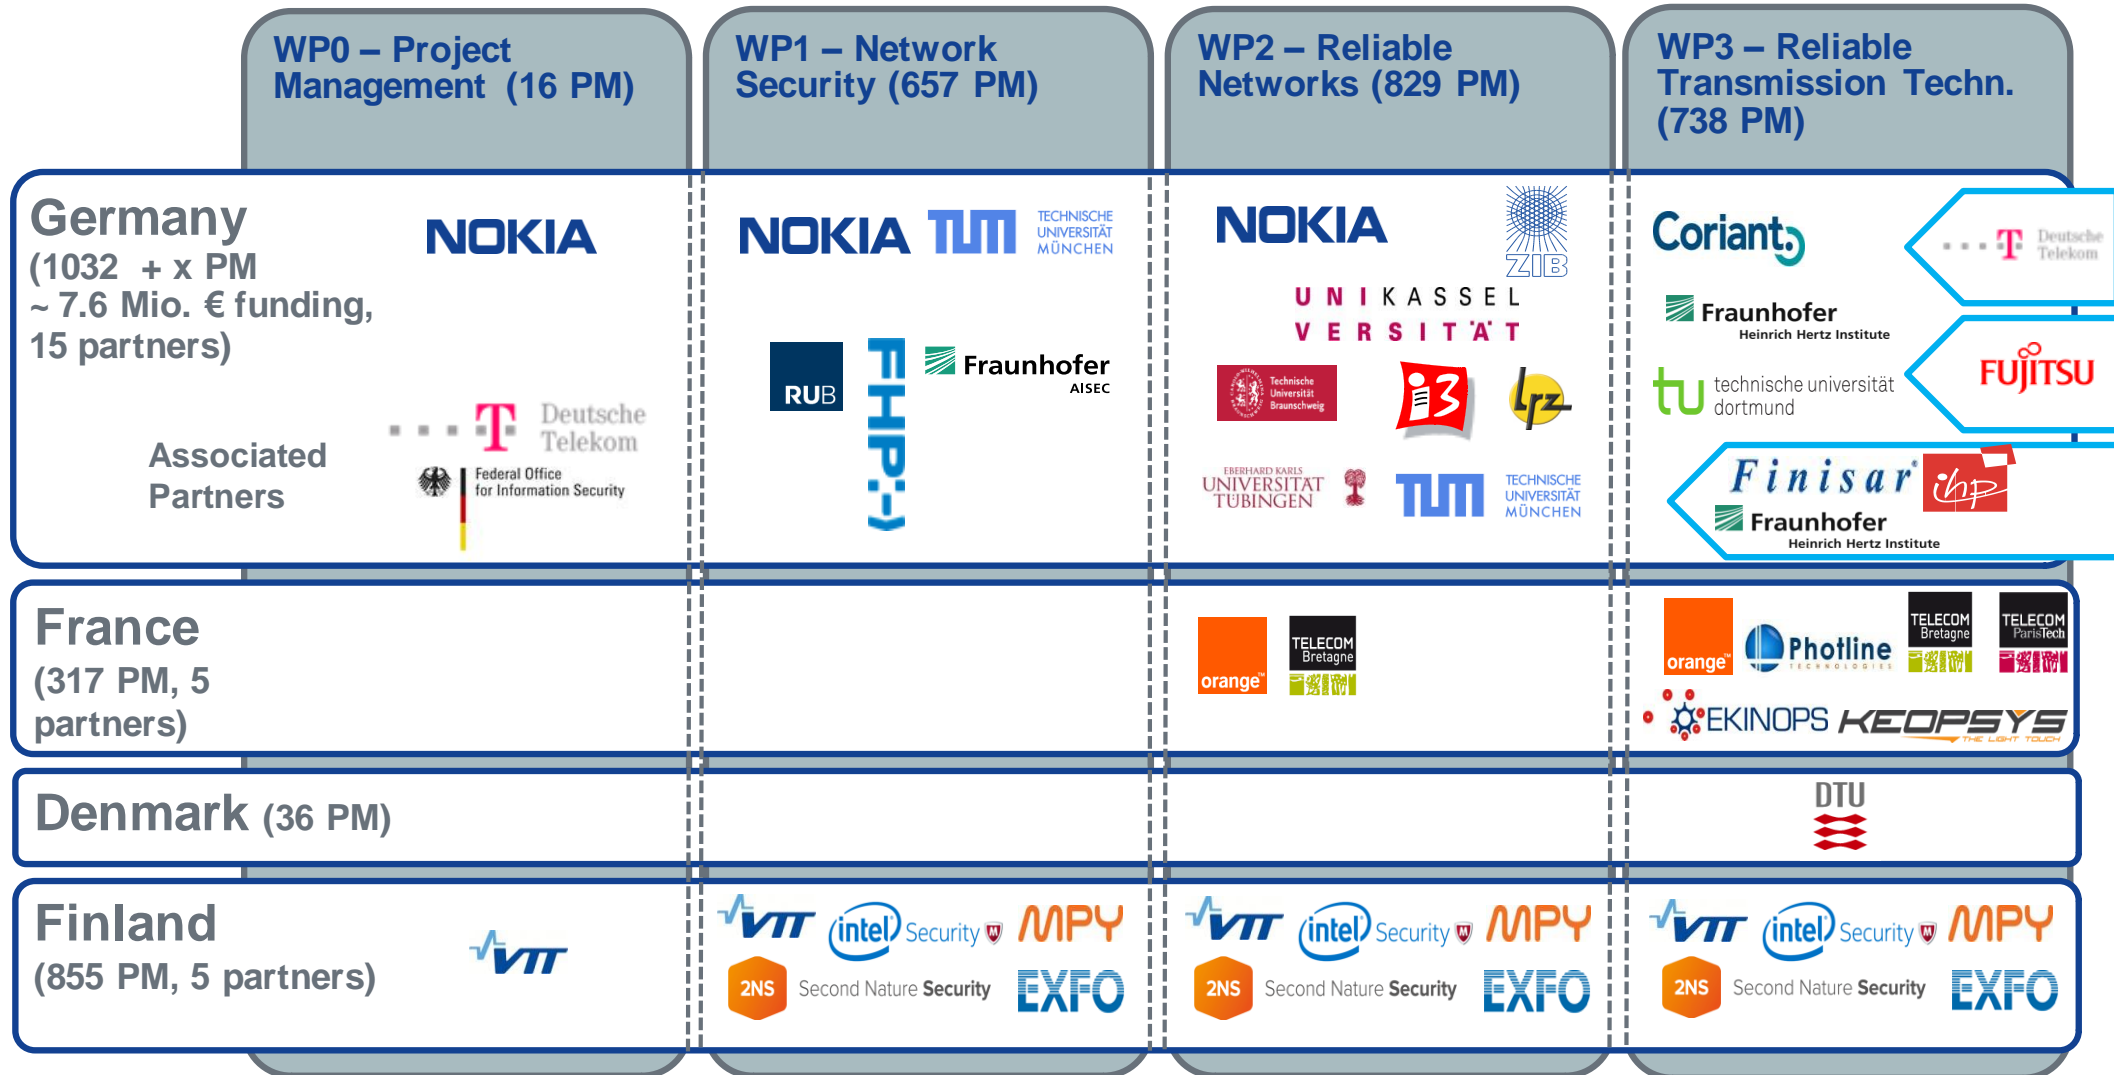 WP0 – Project
Management (16 PM)
WP1 – Network
Security (657 PM)
WP2 – Reliable
Networks (829 PM)
WP3 – Reliable
Transmission Techn.
(738 PM)
Germany
(1032 + x PM
~ 7.6 Mio. € funding,
15 partners)
Associated
Partners
NOKIA
Deutsche
Telekom
Federal Office
for Information Security
NOKIA
TUM
TECHNISCHE
UNIVERSITÄT
MÜNCHEN
RUB
FHP:-)
Fraunhofer
AISEC
NOKIA
ZIB
UNIKASSEL
VERSITÄT
Technische
Universität
Braunschweig
i3
lrz
EBERHARD KARLS
UNIVERSITÄT
TÜBINGEN
TUM
TECHNISCHE
UNIVERSITÄT
MÜNCHEN
Coriant
T Deutsche
Telekom
Fraunhofer
Heinrich Hertz Institute
FUJITSU
tu technische universität
dortmund
Finisar
ihp
Fraunhofer
Heinrich Hertz Institute
France
(317 PM, 5
partners)
orange™
TELECOM
Bretagne
orange™
Photline
TECHNOLOGIES
TELECOM
Bretagne
TELECOM
ParisTech
EKINOPS
KEOPSYS
THE LIGHT TOUCH
Denmark (36 PM)
DTU
Finland
(855 PM, 5 partners)
VTT
VTT
intel Security
MPY
2NS Second Nature Security
EXFO
VTT
intel Security
MPY
2NS Second Nature Security
EXFO
VTT
intel Security
MPY
2NS Second Nature Security
EXFO